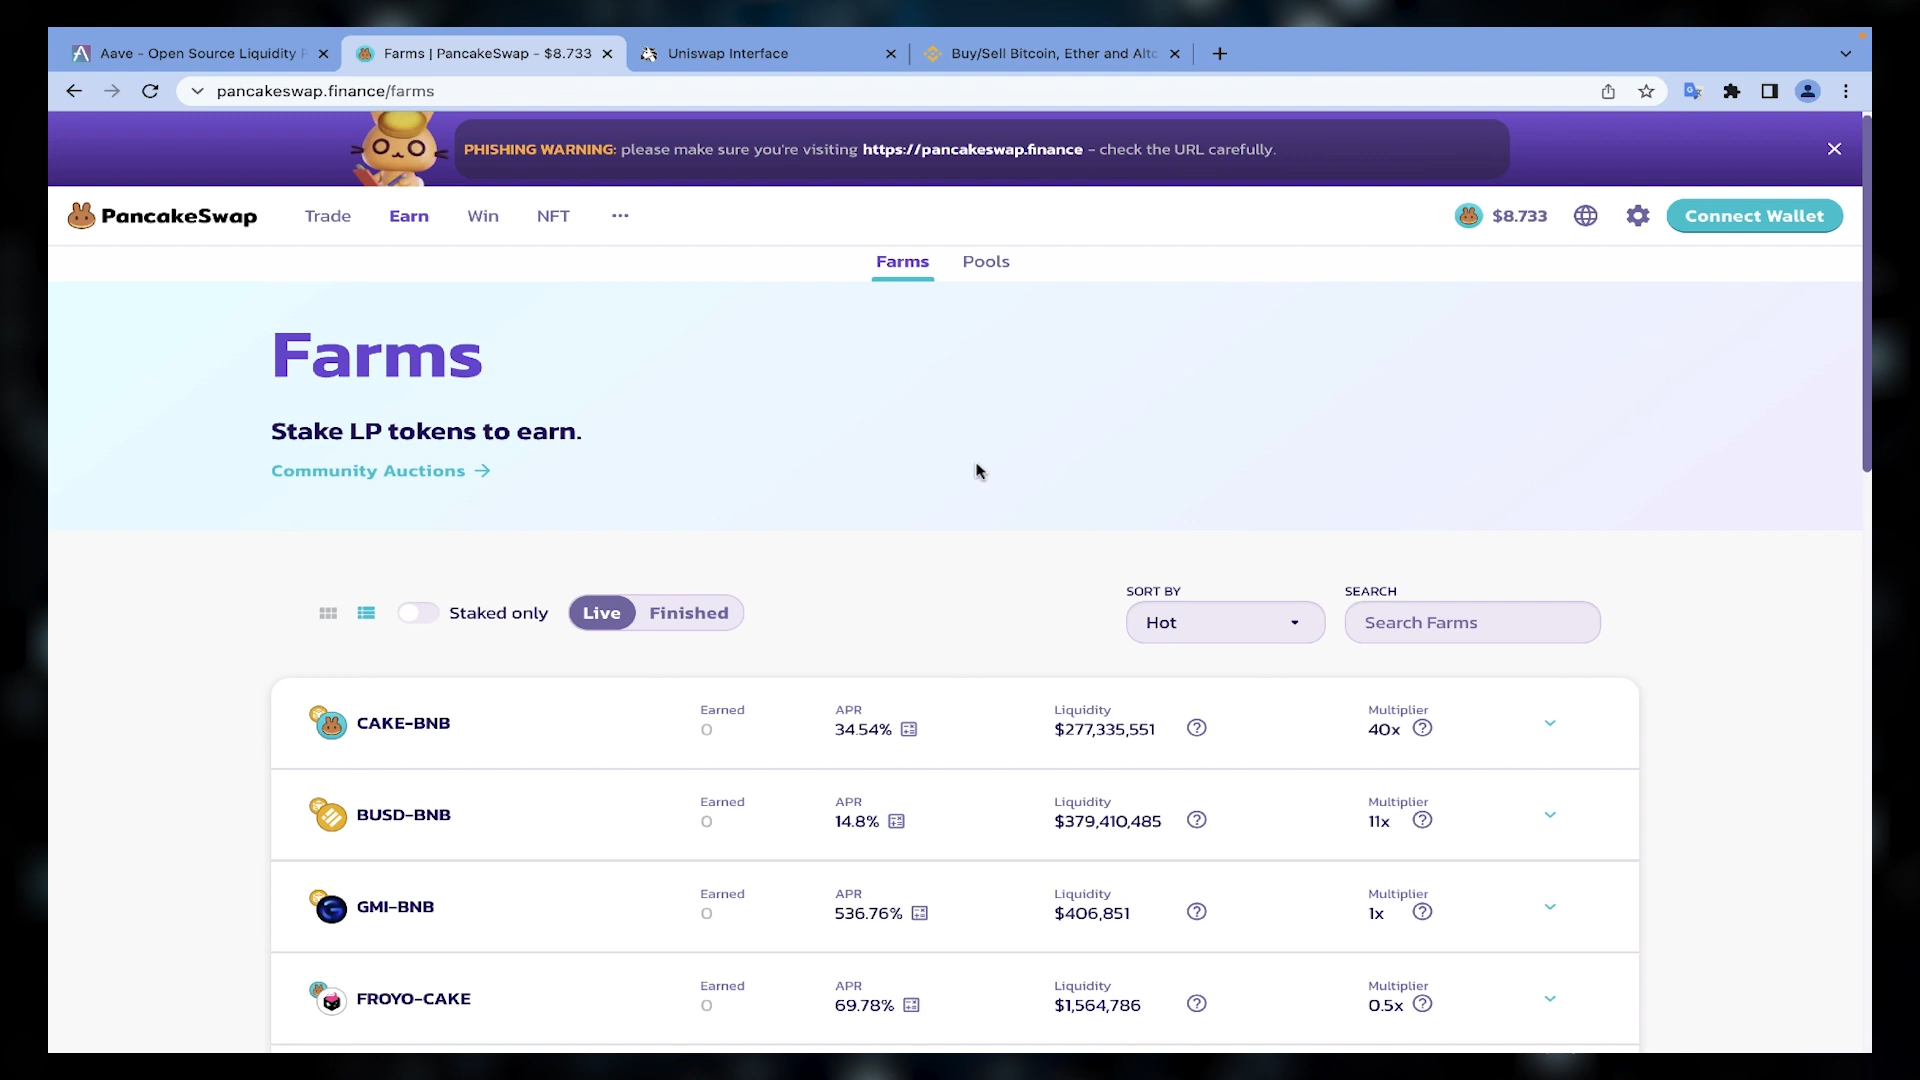 Aave - Open Source Liquidity P
Farms | PancakeSwap - $8.733
Uniswap Interface
Buy/Sell Bitcoin, Ether and Altc
pancakeswap.finance/farms
PHISHING WARNING: please make sure you're visiting https://pancakeswap.finance - check the URL carefully.
PancakeSwap
Trade
Earn
Win
NFT
$8.733
Connect Wallet
Farms
Pools
Farms
Stake LP tokens to earn.
Community Auctions →
Staked only
Live
Finished
SORT BY
Hot
SEARCH
Search Farms
CAKE-BNB
Earned
0
APR
34.54%
Liquidity
$277,335,551
Multiplier
40x
BUSD-BNB
Earned
0
APR
14.8%
Liquidity
$379,410,485
Multiplier
11x
GMI-BNB
Earned
0
APR
536.76%
Liquidity
$406,851
Multiplier
1x
FROYO-CAKE
Earned
0
APR
69.78%
Liquidity
$1,564,786
Multiplier
0.5x